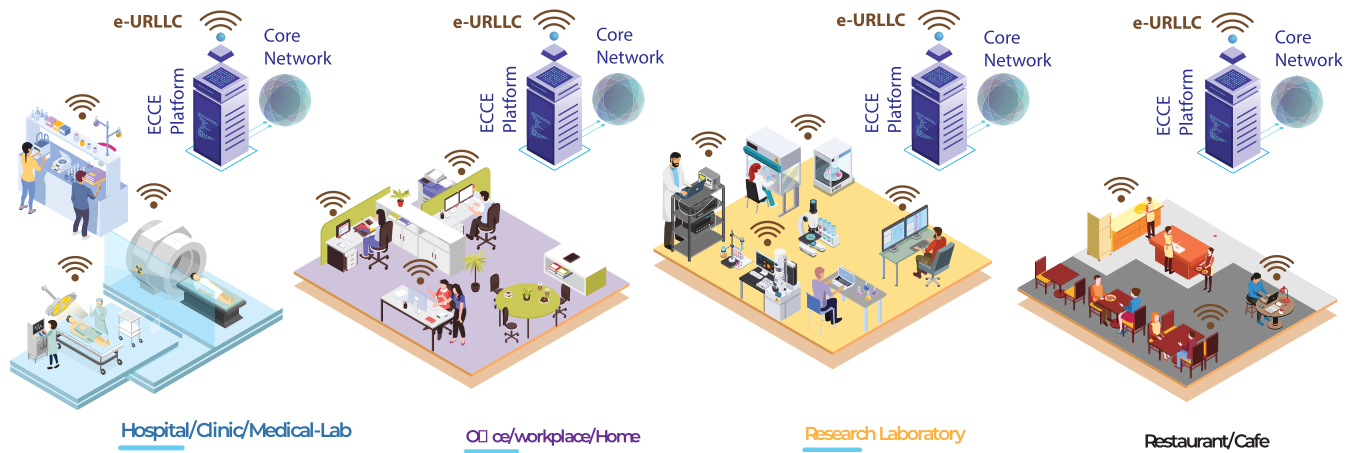 e-URLLC
Core
Network
ECCE
Platform
Hospital/Clinic/Medical-Lab
e-URLLC
Core
Network
ECCE
Platform
O□ce/workplace/Home
e-URLLC
Core
Network
ECCE
Platform
Research Laboratory
e-URLLC
Core
Network
ECCE
Platform
Restaurant/Cafe